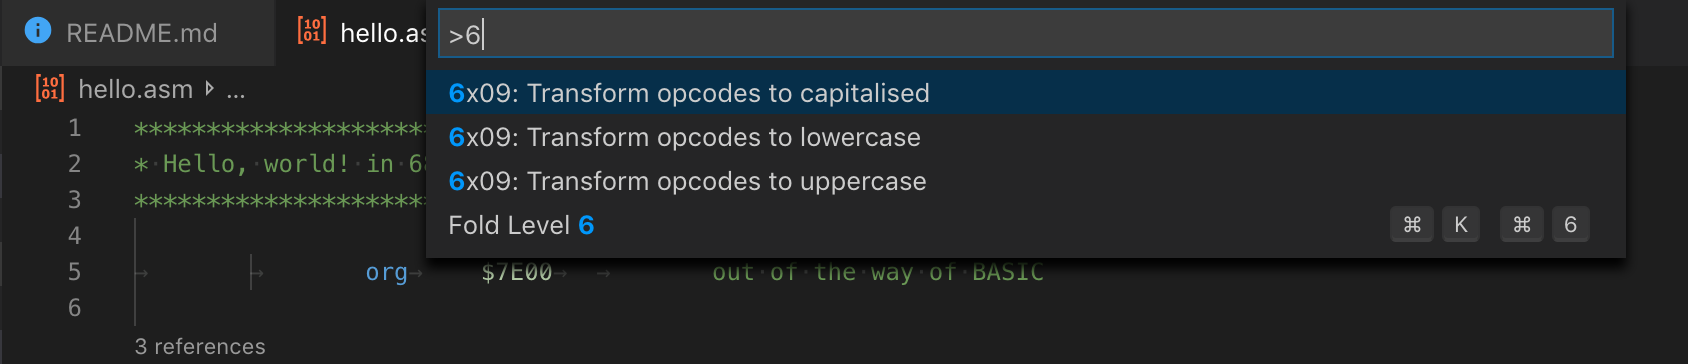 README.md
hello.as
>6
hello.asm ...
6x09: Transform opcodes to capitalised
6x09: Transform opcodes to lowercase
6x09: Transform opcodes to uppercase
Fold Level 6 ⌘ K ⌘ 6
1 ********************
2 * Hello, world! in 6
3 ********************
4
5 org $7E00 out of the way of BASIC
6
3 references